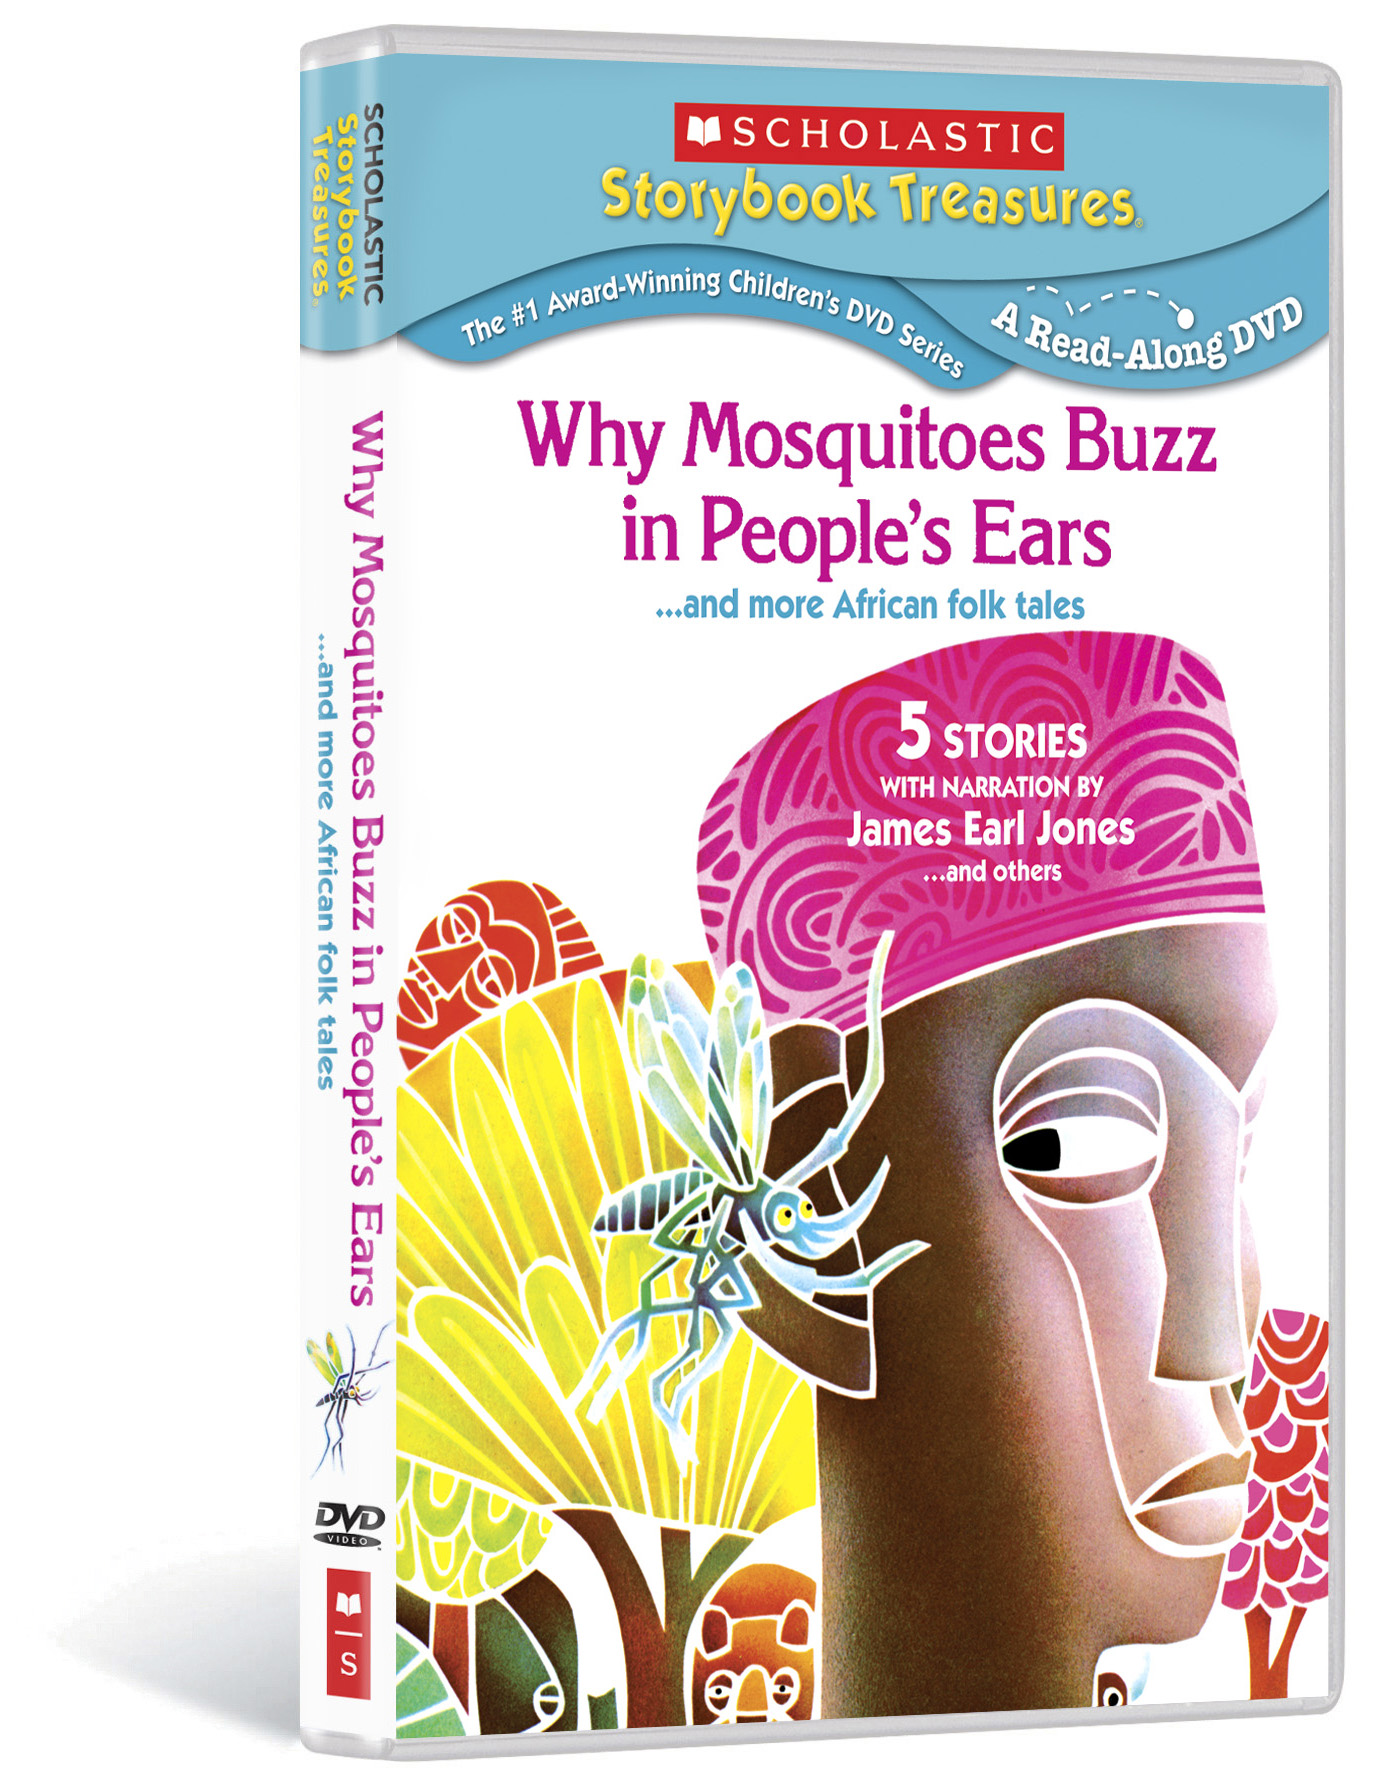 SCHOLASTIC
Storybook Treasures®
The #1 Award-Winning Children's DVD Series
A Read-Along DVD
Why Mosquitoes Buzz
in People's Ears
...and more African folk tales
5 STORIES
WITH NARRATION BY
James Earl Jones
...and others
SCHOLASTIC
Storybook
Treasures®
Why Mosquitoes Buzz in People's Ears
...and more African folk tales
DVD
VIDEO
S